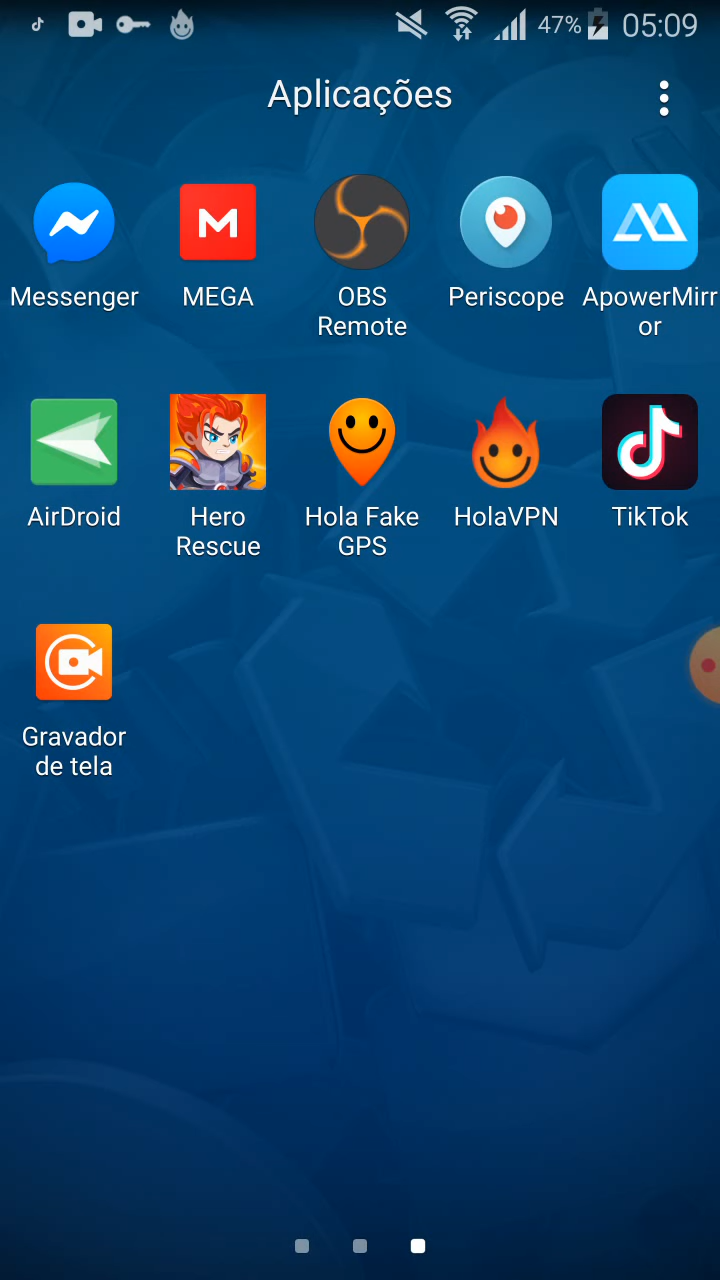 47% 05:09
Aplicações
Messenger
MEGA
OBS
Remote
Periscope
ApowerMirr
or
AirDroid
Hero
Rescue
Hola Fake
GPS
HolaVPN
TikTok
Gravador
de tela